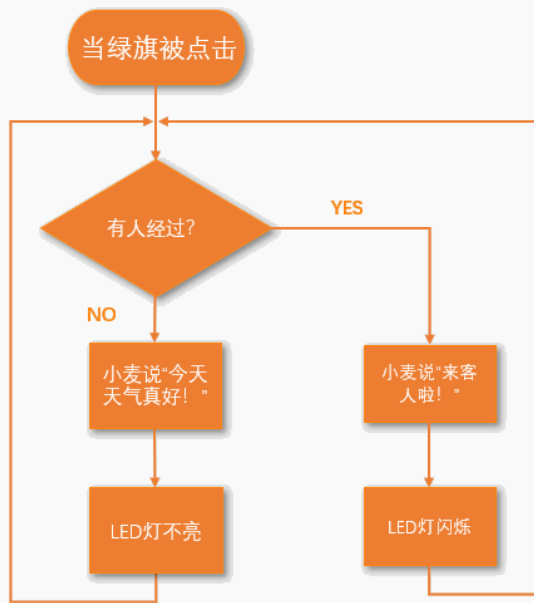 当绿旗被点击
有人经过?
YES
NO
小麦说“今天
天气真好！”
小麦说“来客
人啦！”
LED灯不亮
LED灯闪烁